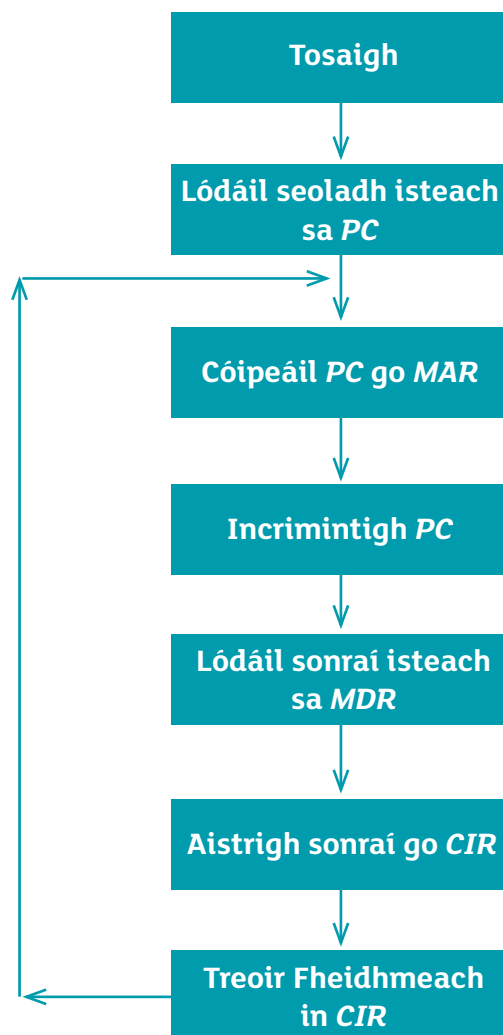 Tosaigh
Lódáil seoladh isteach
sa PC
Cóipeáil PC go MAR
Incrimintigh PC
Lódáil sonraí isteach
sa MDR
Aistrigh sonraí go CIR
Treoir Fheidhmeach
in CIR